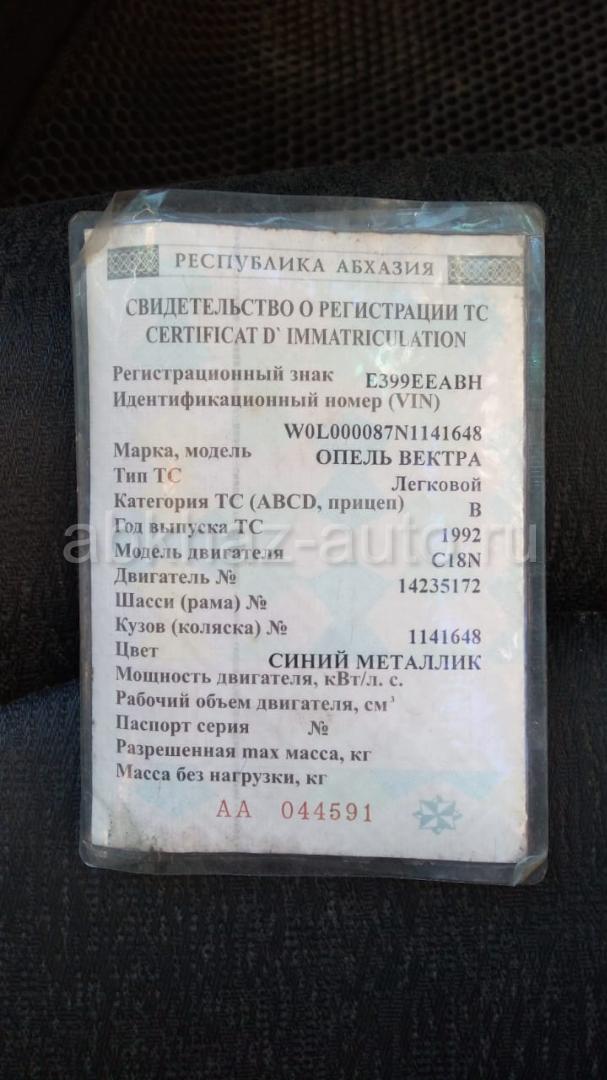 РЕСПУБЛИКА АБХАЗИЯ
СВИДЕТЕЛЬСТВО О РЕГИСТРАЦИИ ТС
CERTIFICAT D` IMMATRICULATION
Регистрационный знак E399EEABH
Идентификационный номер (VIN)
W0L000087N1141648
Марка, модель ОПЕЛЬ ВЕКТРА
Тип ТС Легковой
Категория ТС (ABCD, прицеп) B
Год выпуска ТС 1992
abkhaz-auto.ru
Модель двигателя C18N
Двигатель № 14235172
Шасси (рама) №
Кузов (коляска) № 1141648
Цвет СИНИЙ МЕТАЛЛИК
Мощность двигателя, кВт/л. с.
Рабочий объем двигателя, см³
Паспорт серия №
Разрешенная max масса, кг
Масса без нагрузки, кг
АА 044591